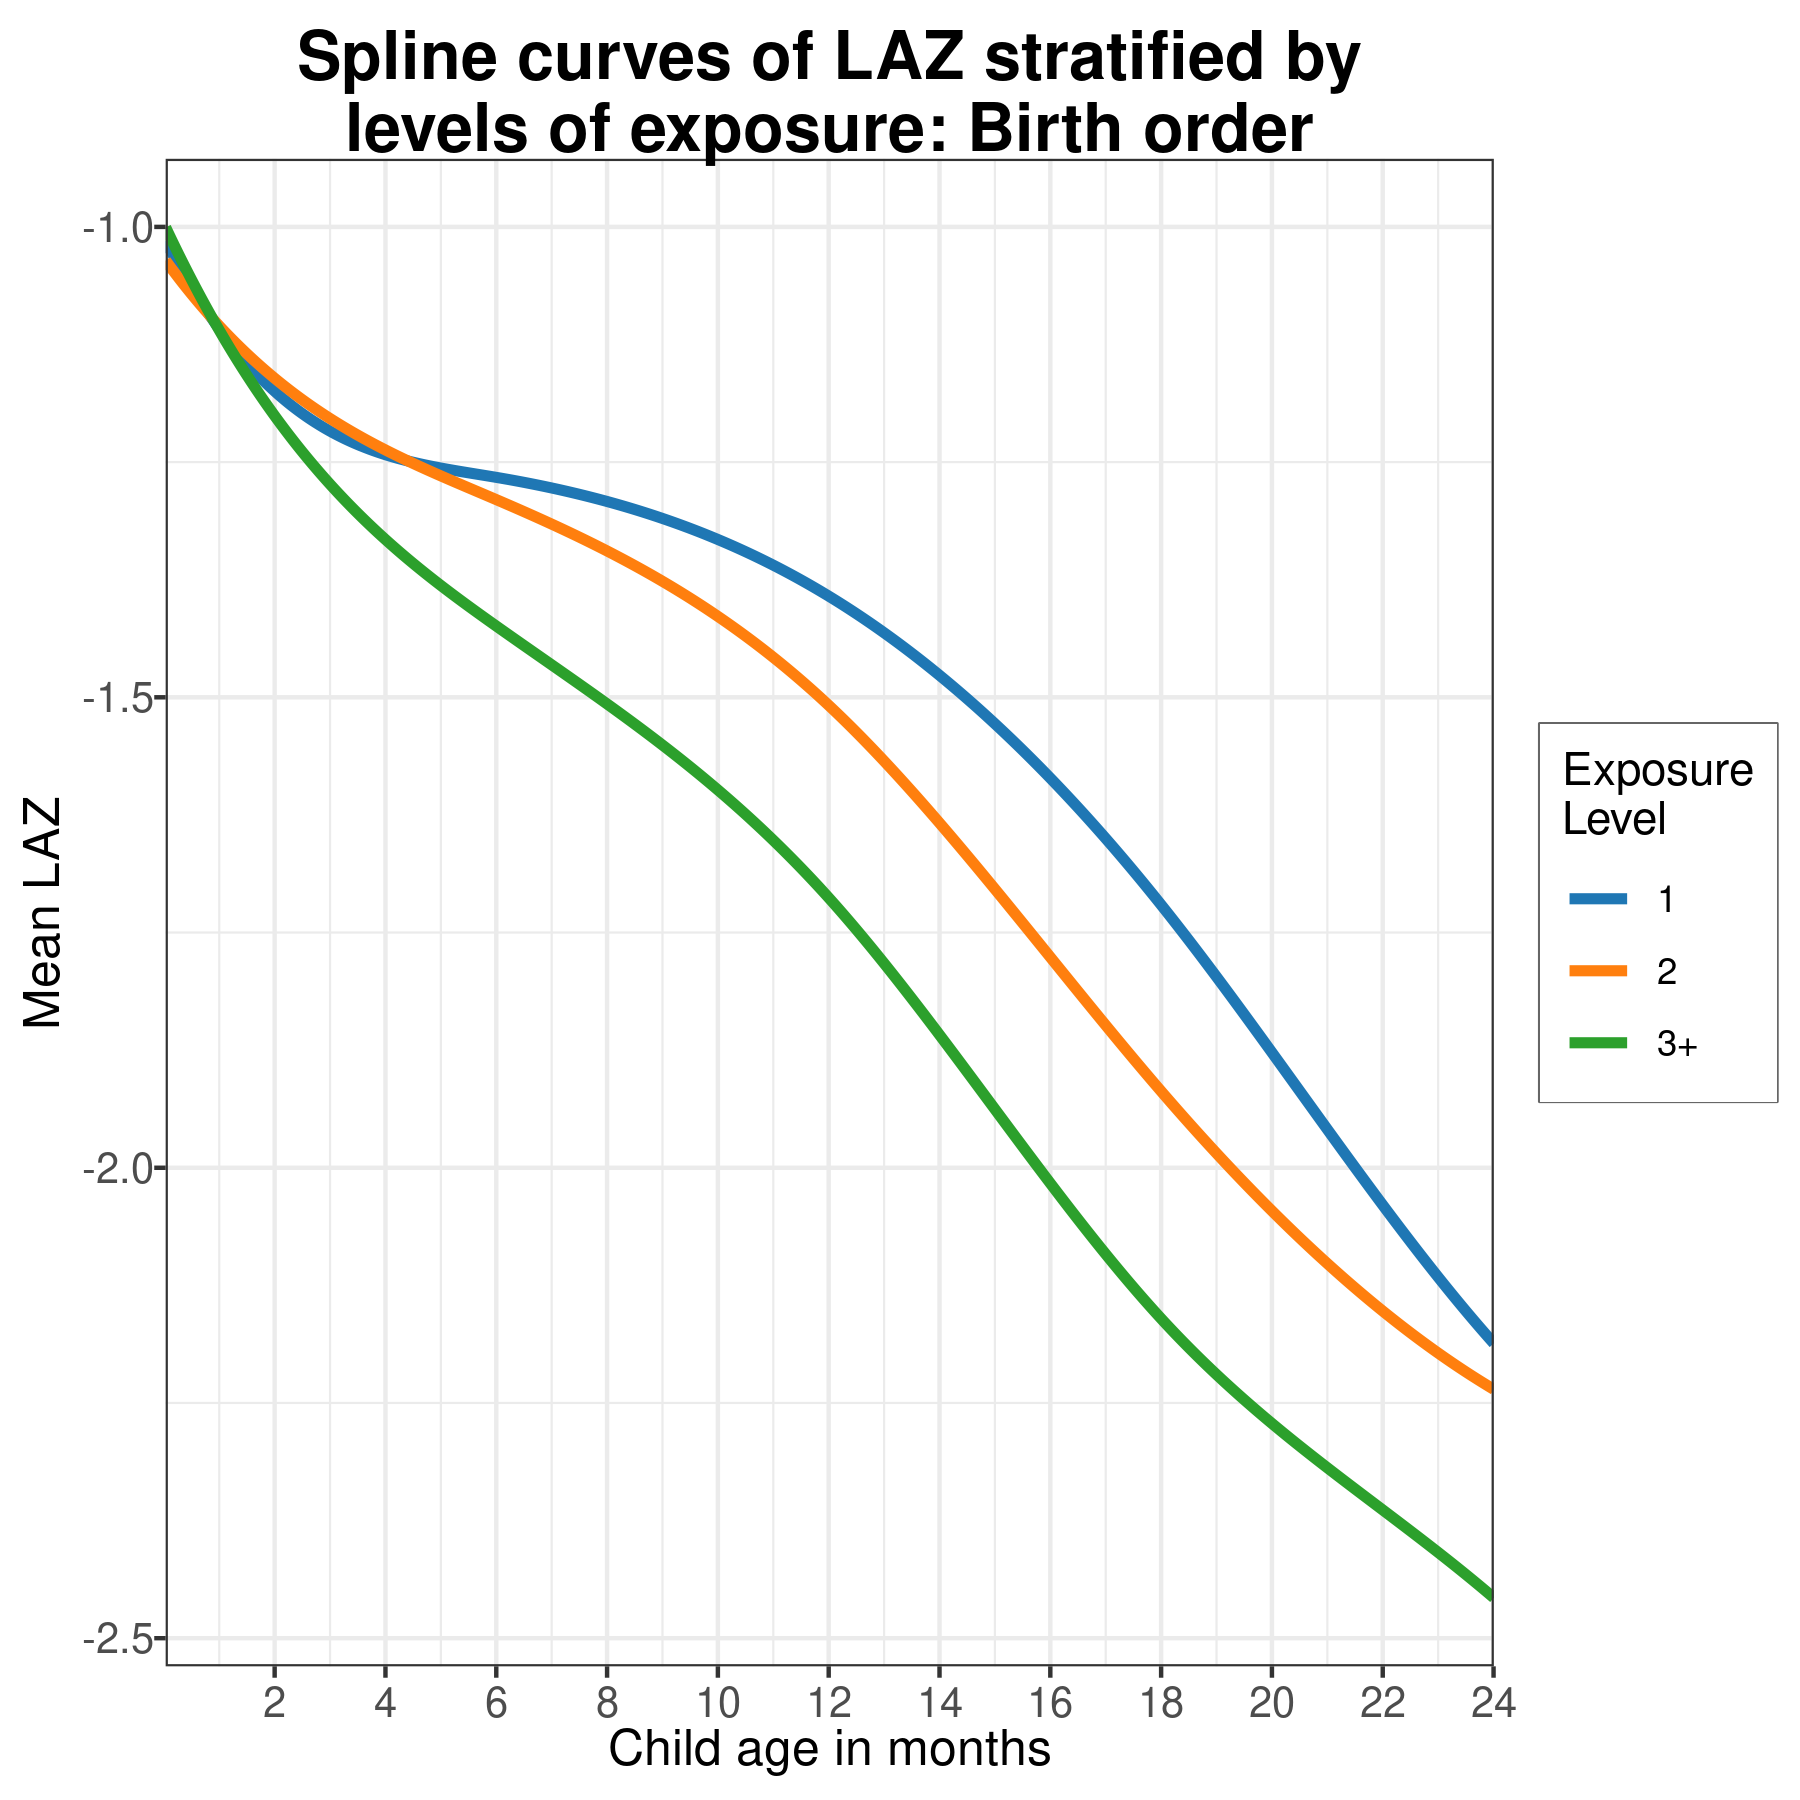 Spline curves of LAZ stratified by
levels of exposure: Birth order
Mean LAZ
-1.0
-1.5
-2.0
-2.5
2 4 6 8 10 12 14 16 18 20 22 24
Child age in months
Exposure
Level
1
2
3+